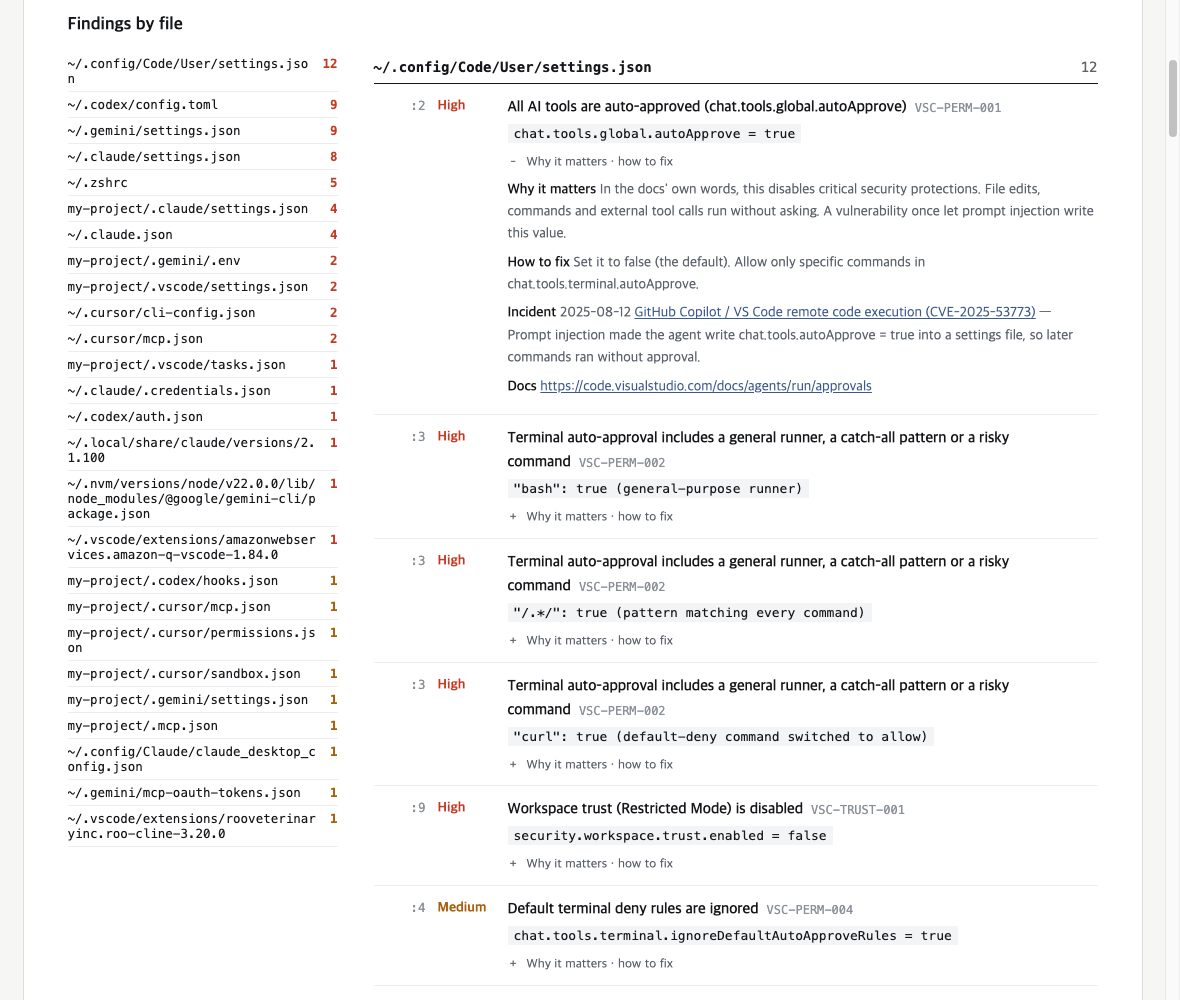 Findings by file
~/.config/Code/User/settings.jso
n
12
~/.codex/config.toml 9
~/.gemini/settings.json 9
~/.claude/settings.json 8
~/.zshrc 5
my-project/.claude/settings.json 4
~/.claude.json 4
my-project/.gemini/.env 2
my-project/.vscode/settings.json 2
~/.cursor/cli-config.json 2
~/.cursor/mcp.json 2
my-project/.vscode/tasks.json 1
~/.claude/.credentials.json 1
~/.codex/auth.json 1
~/.local/share/claude/versions/2.
1.100
1
~/.nvm/versions/node/v22.0.0/lib/
node_modules/@google/gemini-cli/p
ackage.json
1
~/.vscode/extensions/amazonwebser
vices.amazon-q-vscode-1.84.0
1
my-project/.codex/hooks.json 1
my-project/.cursor/mcp.json 1
my-project/.cursor/permissions.js
on
1
my-project/.cursor/sandbox.json 1
my-project/.gemini/settings.json 1
my-project/.mcp.json 1
~/.config/Claude/claude_desktop_c
onfig.json
1
~/.gemini/mcp-oauth-tokens.json 1
~/.vscode/extensions/rooveterinar
yinc.roo-cline-3.20.0
1
~/.config/Code/User/settings.json 12
:2 High All AI tools are auto-approved (chat.tools.global.autoApprove) VSC-PERM-001
chat.tools.global.autoApprove = true
− Why it matters · how to fix
Why it matters In the docs' own words, this disables critical security protections. File edits,
commands and external tool calls run without asking. A vulnerability once let prompt injection write
this value.
How to fix Set it to false (the default). Allow only specific commands in
chat.tools.terminal.autoApprove.
Incident 2025-08-12 GitHub Copilot / VS Code remote code execution (CVE-2025-53773) —
Prompt injection made the agent write chat.tools.autoApprove = true into a settings file, so later
commands ran without approval.
Docs https://code.visualstudio.com/docs/agents/run/approvals
:3 High Terminal auto-approval includes a general runner, a catch-all pattern or a risky
command VSC-PERM-002
"bash": true (general-purpose runner)
+ Why it matters · how to fix
:3 High Terminal auto-approval includes a general runner, a catch-all pattern or a risky
command VSC-PERM-002
"/.*/": true (pattern matching every command)
+ Why it matters · how to fix
:3 High Terminal auto-approval includes a general runner, a catch-all pattern or a risky
command VSC-PERM-002
"curl": true (default-deny command switched to allow)
+ Why it matters · how to fix
:9 High Workspace trust (Restricted Mode) is disabled VSC-TRUST-001
security.workspace.trust.enabled = false
+ Why it matters · how to fix
:4 Medium Default terminal deny rules are ignored VSC-PERM-004
chat.tools.terminal.ignoreDefaultAutoApproveRules = true
+ Why it matters · how to fix